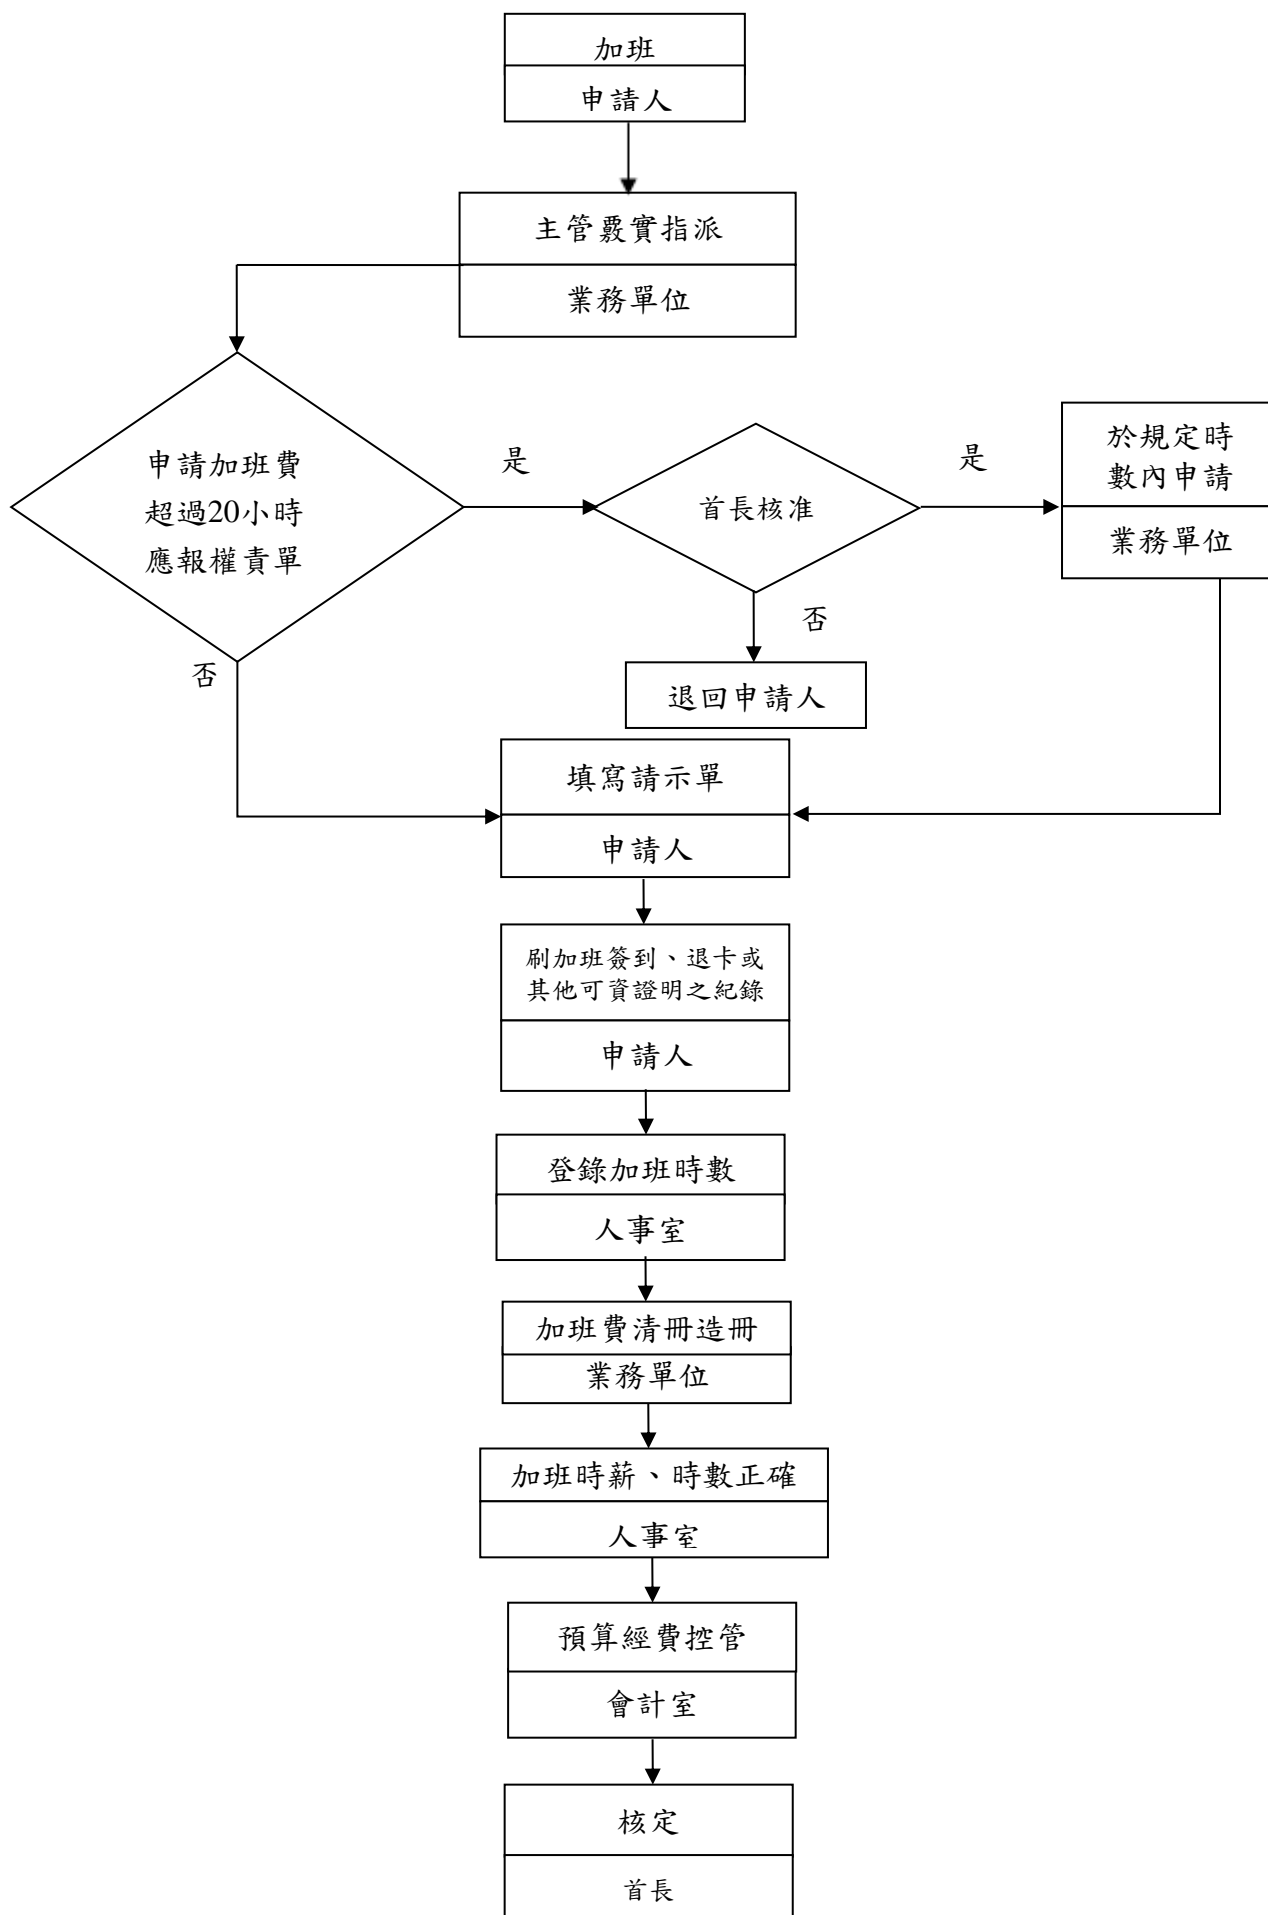 加班
申請人
主管覈實指派
業務單位
申請加班費
超過20小時
應報權責單
是
首長核准
是
於規定時
數內申請
業務單位
否
退回申請人
否
填寫請示單
申請人
刷加班簽到、退卡或
其他可資證明之紀錄
申請人
登錄加班時數
人事室
加班費清冊造冊
業務單位
加班時薪、時數正確
人事室
預算經費控管
會計室
核定
首長